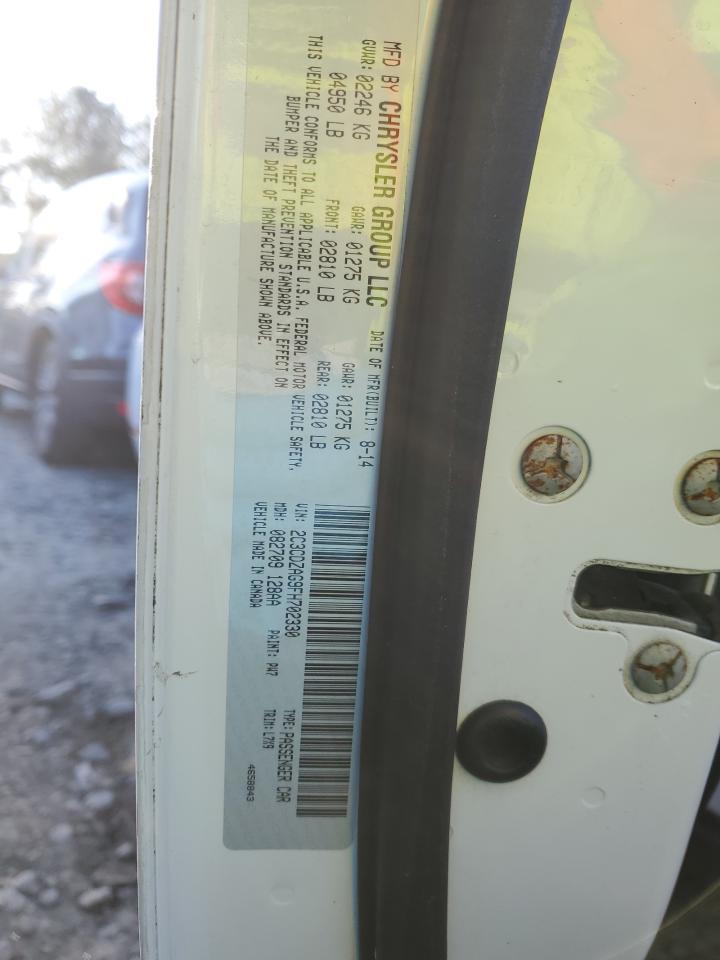 MFD BY CHRYSLER GROUP LLC DATE OF MFR(BUILT): 8-14
GVWR: 02246 KG GAWR: 01275 KG GAWR: 01275 KG
04950 LB FRONT: 02810 LB REAR: 02810 LB
THIS VEHICLE CONFORMS TO ALL APPLICABLE U.S.A. FEDERAL MOTOR VEHICLE SAFETY,
BUMPER AND THEFT PREVENTION STANDARDS IN EFFECT ON
THE DATE OF MANUFACTURE SHOWN ABOVE.
VIN: 2C3CDZAG9FH702330 TYPE: PASSENGER CAR
MDH: 082709 128AA PAINT: PW7 TRIM: L7X9
VEHICLE MADE IN CANADA 4658843